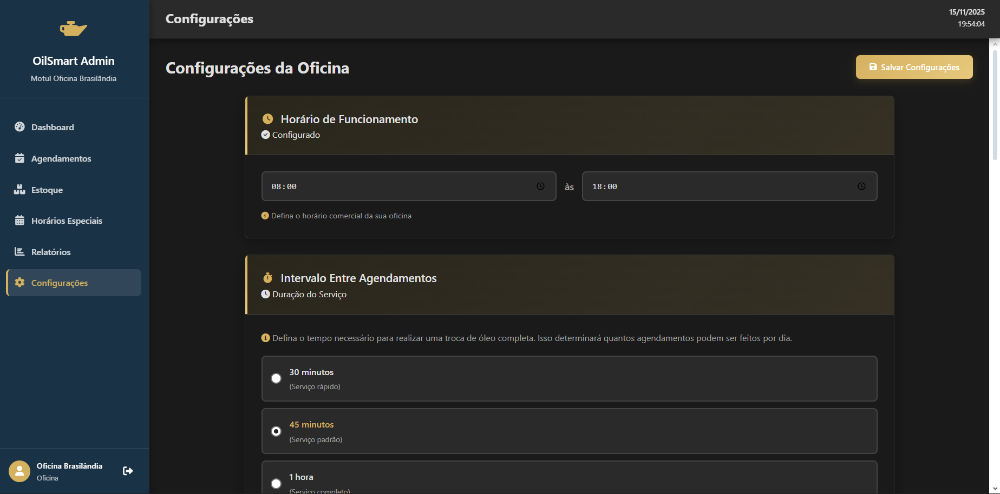 OilSmart Admin
Motul Oficina Brasilândia
Dashboard
Agendamentos
Estoque
Horários Especiais
Relatórios
Configurações
Oficina Brasilândia
Oficina
Configurações
15/11/2025
19:54:04
Configurações da Oficina
Salvar Configurações
Horário de Funcionamento
Configurado
08:00 às 18:00
Defina o horário comercial da sua oficina
Intervalo Entre Agendamentos
Duração do Serviço
Defina o tempo necessário para realizar uma troca de óleo completa. Isso determinará quantos agendamentos podem ser feitos por dia.
30 minutos
(Serviço rápido)
45 minutos
(Serviço padrão)
1 hora
(Serviço completo)